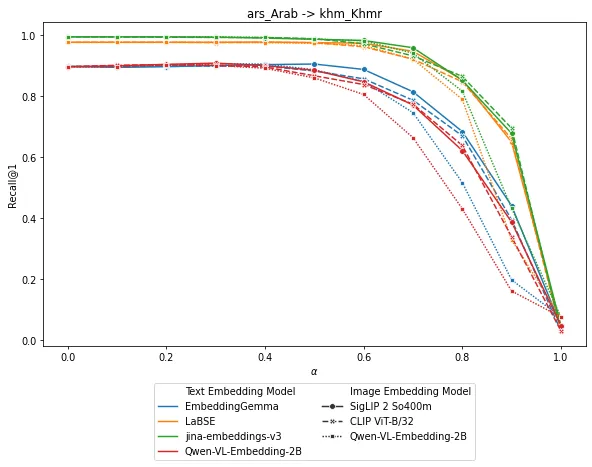 ars_Arab -> khm_Khmr
Recall@1
1.0
0.8
0.6
0.4
0.2
0.0
0.0 0.2 0.4 0.6 0.8 1.0
α
Text Embedding Model
EmbeddingGemma
LaBSE
jina-embeddings-v3
Qwen-VL-Embedding-2B
Image Embedding Model
SigLIP 2 So400m
CLIP ViT-B/32
Qwen-VL-Embedding-2B